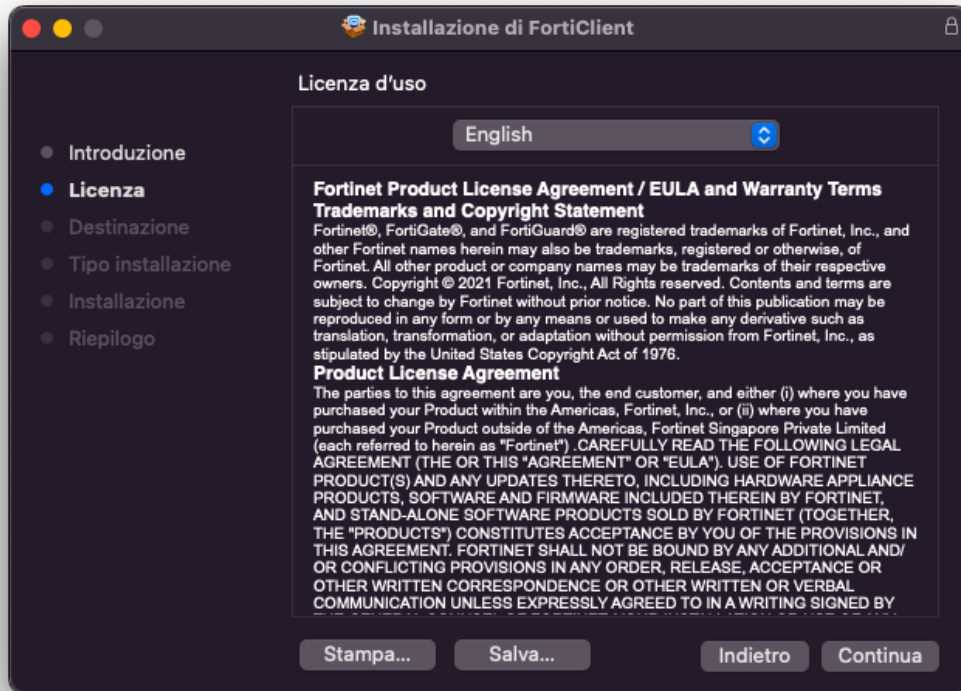 Installazione di FortiClient
Licenza d'uso
Introduzione
Licenza
Destinazione
Tipo installazione
Installazione
Riepilogo
English
Fortinet Product License Agreement / EULA and Warranty Terms
Trademarks and Copyright Statement
Fortinet®, FortiGate®, and FortiGuard® are registered trademarks of Fortinet, Inc., and
other Fortinet names herein may also be trademarks, registered or otherwise, of
Fortinet. All other product or company names may be trademarks of their respective
owners. Copyright © 2021 Fortinet, Inc., All Rights reserved. Contents and terms are
subject to change by Fortinet without prior notice. No part of this publication may be
reproduced in any form or by any means or used to make any derivative such as
translation, transformation, or adaptation without permission from Fortinet, Inc., as
stipulated by the United States Copyright Act of 1976.
Product License Agreement
The parties to this agreement are you, the end customer, and either (i) where you have
purchased your Product within the Americas, Fortinet, Inc., or (ii) where you have
purchased your Product outside of the Americas, Fortinet Singapore Private Limited
(each referred to herein as "Fortinet") .CAREFULLY READ THE FOLLOWING LEGAL
AGREEMENT (THE OR THIS "AGREEMENT" OR "EULA"). USE OF FORTINET
PRODUCT(S) AND ANY UPDATES THERETO, INCLUDING HARDWARE APPLIANCE
PRODUCTS, SOFTWARE AND FIRMWARE INCLUDED THEREIN BY FORTINET,
AND STAND-ALONE SOFTWARE PRODUCTS SOLD BY FORTINET (TOGETHER,
THE "PRODUCTS") CONSTITUTES ACCEPTANCE BY YOU OF THE PROVISIONS IN
THIS AGREEMENT. FORTINET SHALL NOT BE BOUND BY ANY ADDITIONAL AND/
OR CONFLICTING PROVISIONS IN ANY ORDER, RELEASE, ACCEPTANCE OR
OTHER WRITTEN CORRESPONDENCE OR OTHER WRITTEN OR VERBAL
COMMUNICATION UNLESS EXPRESSLY AGREED TO IN A WRITING SIGNED BY
Stampa...
Salva...
Indietro
Continua